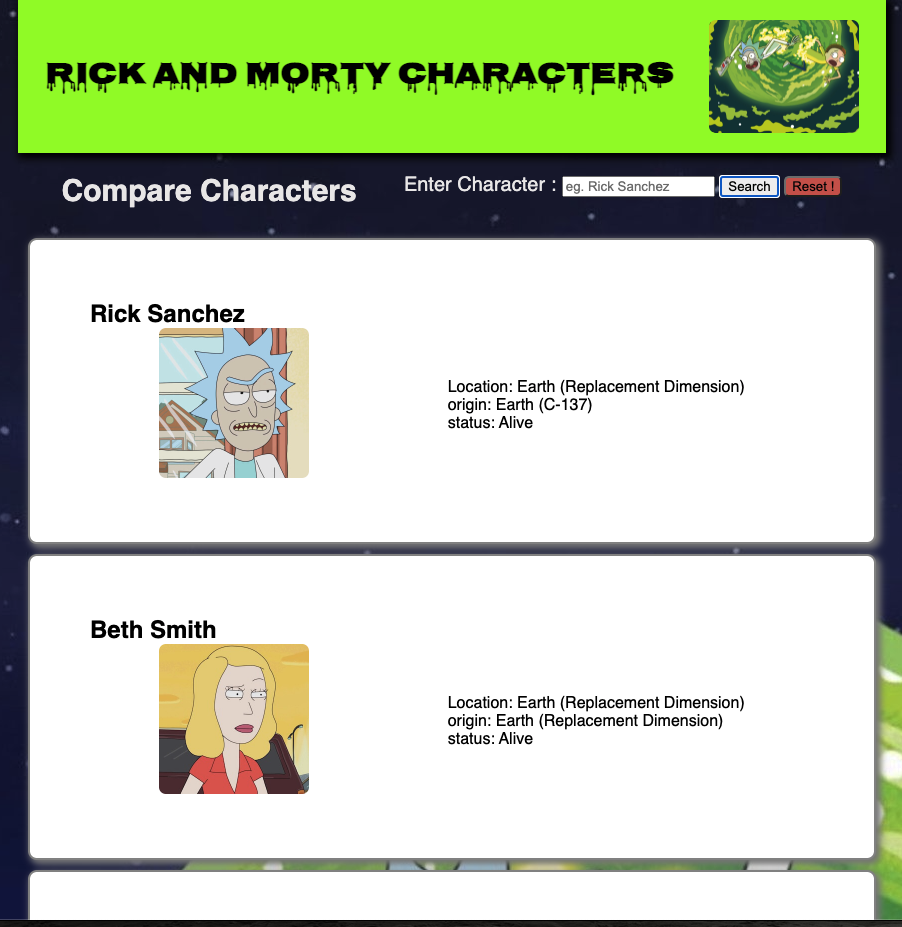 RICK AND MORTY CHARACTERS
Compare Characters
Enter Character : eg. Rick Sanchez Search Reset !
Rick Sanchez
Location: Earth (Replacement Dimension)
origin: Earth (C-137)
status: Alive
Beth Smith
Location: Earth (Replacement Dimension)
origin: Earth (Replacement Dimension)
status: Alive